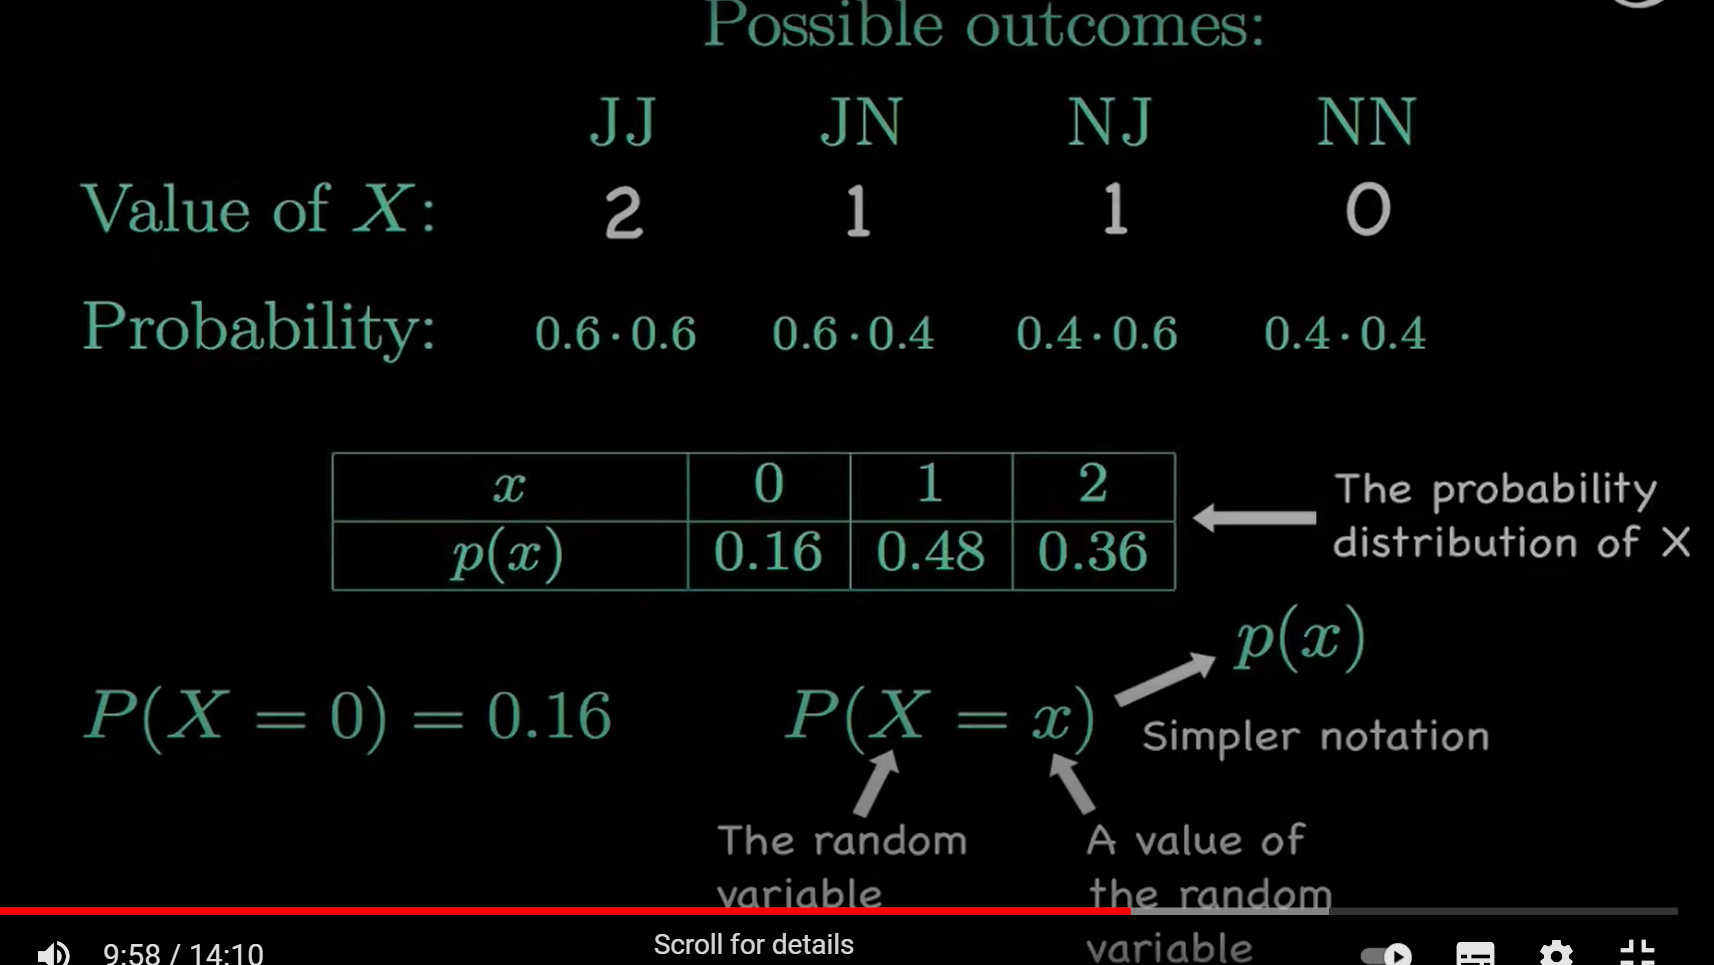 Possible outcomes:
JJ JN NJ NN
Value of X: 2 1 1 0
Probability: 0.6·0.6 0.6·0.4 0.4·0.6 0.4·0.4
x 0 1 2
p(x) 0.16 0.48 0.36
The probability
distribution of X
p(x)
P(X = 0) = 0.16
P(X = x)
Simpler notation
The random
variable
A value of
the random
variable
9:58 / 14:10
Scroll for details